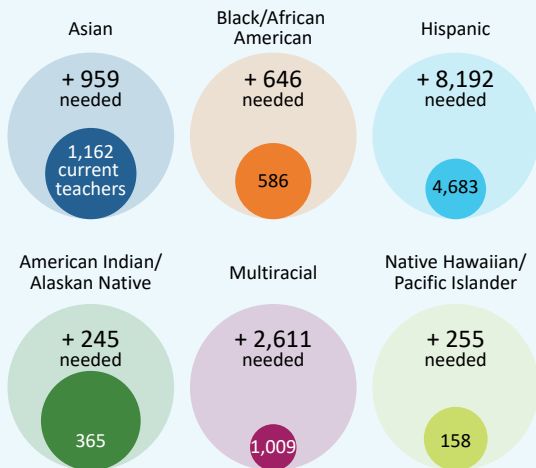 Asian
+ 959
needed
1,162
current
teachers
Black/African
American
+ 646
needed
586
Hispanic
+ 8,192
needed
4,683
American Indian/
Alaskan Native
+ 245
needed
365
Multiracial
+ 2,611
needed
1,009
Native Hawaiian/
Pacific Islander
+ 255
needed
158